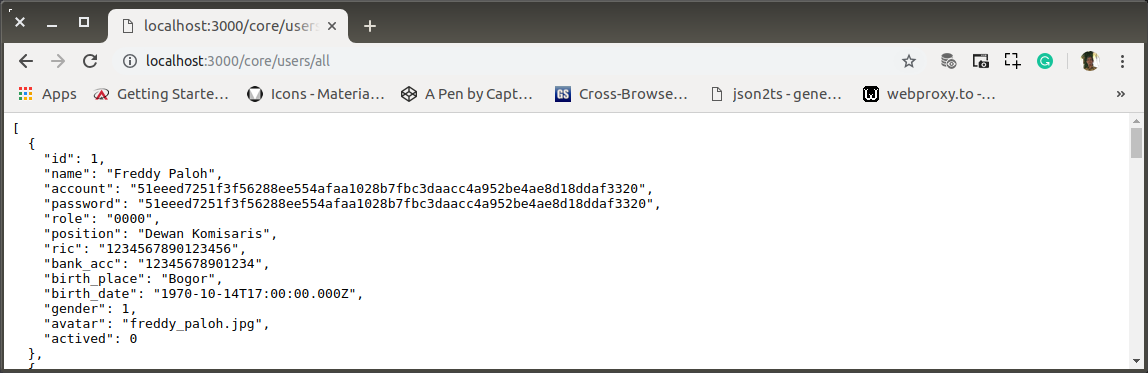 localhost:3000/core/users
localhost:3000/core/users/all
Apps
Getting Starte…
Icons - Materia…
A Pen by Capt…
GS
Cross-Browse…
json2ts - gene…
webproxy.to -…
»
[
{
"id": 1,
"name": "Freddy Paloh",
"account": "51eeed7251f3f56288ee554afaa1028b7fbc3daacc4a952be4ae8d18ddaf3320",
"password": "51eeed7251f3f56288ee554afaa1028b7fbc3daacc4a952be4ae8d18ddaf3320",
"role": "0000",
"position": "Dewan Komisaris",
"ric": "1234567890123456",
"bank_acc": "12345678901234",
"birth_place": "Bogor",
"birth_date": "1970-10-14T17:00:00.000Z",
"gender": 1,
"avatar": "freddy_paloh.jpg",
"actived": 0
},
{